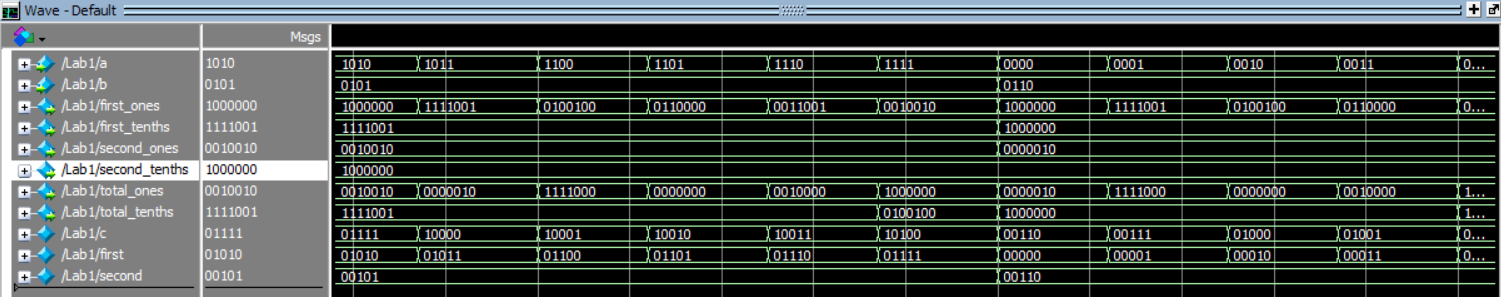 Wave - Default
Msgs
/Lab1/a 1010 1010 1011 1100 1101 1110 1111 0000 0001 0010 0011 0...
/Lab1/b 0101 0101 0110
/Lab1/first_ones 1000000 1000000 1111001 0100100 0110000 0011001 0010010 1000000 1111001 0100100 0110000 0...
/Lab1/first_tenths 1111001 1111001 1000000
/Lab1/second_ones 0010010 0010010 0000010
/Lab1/second_tenths 1000000 1000000
/Lab1/total_ones 0010010 0010010 0000010 1111000 0000000 0010000 1000000 0000010 1111000 0000000 0010000 1...
/Lab1/total_tenths 1111001 1111001 0100100 1000000 1...
/Lab1/c 01111 01111 10000 10001 10010 10011 10100 00110 00111 01000 01001 0...
/Lab1/first 01010 01010 01011 01100 01101 01110 01111 00000 00001 00010 00011 0...
/Lab1/second 00101 00101 00110